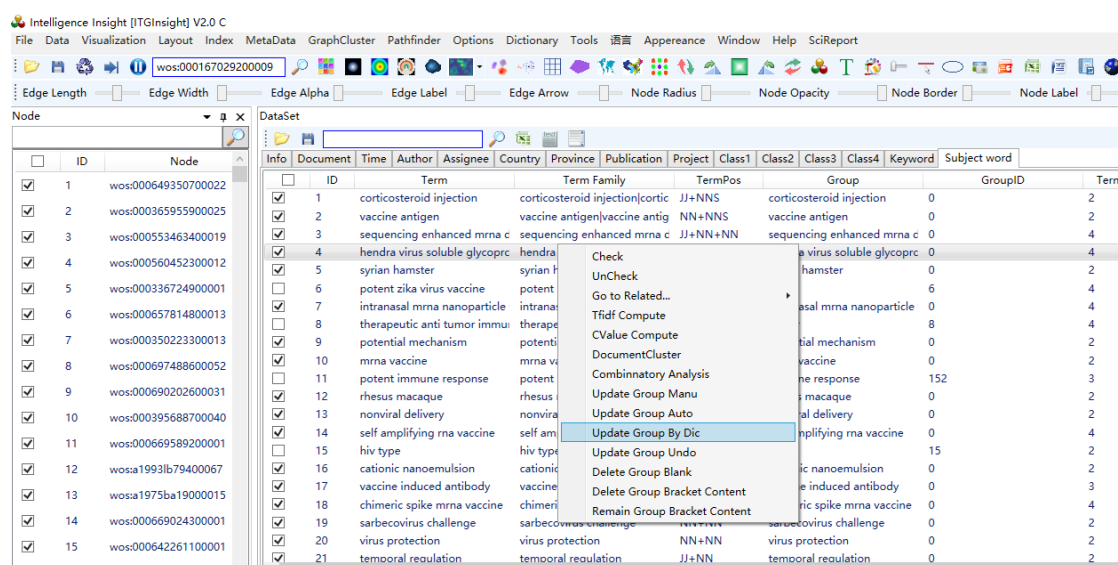 Intelligence Insight [ITGInsight] V2.0 C
File Data Visualization Layout Index MetaData GraphCluster Pathfinder Options Dictionary Tools 语言 Appereance Window Help SciReport
wos:000167029200009
Edge Length Edge Width Edge Alpha Edge Label Edge Arrow Node Radius Node Opacity Node Border Node Label
Node DataSet
Info Document Time Author Assignee Country Province Publication Project Class1 Class2 Class3 Class4 Keyword Subject word
ID Node ID Term Term Family TermPos Group GroupID Tern
1 wos:000649350700022
2 wos:000365955900025
3 wos:000553463400019
4 wos:000560452300012
5 wos:000336724900001
6 wos:000657814800013
7 wos:000350223300013
8 wos:000697488600052
9 wos:000690202600031
10 wos:000395688700040
11 wos:000669589200001
12 wos:a1993lb79400067
13 wos:a1975ba19000015
14 wos:000669024300001
15 wos:000642261100001
1 corticosteroid injection corticosteroid injection|cortic JJ+NNS corticosteroid injection 0 2
2 vaccine antigen vaccine antigen|vaccine antig NN+NNS vaccine antigen 0 2
3 sequencing enhanced mrna d sequencing enhanced mrna d JJ+NN+NN sequencing enhanced mrna d 0 4
4 hendra virus soluble glycoprc hendra a virus soluble glycoprc 0 4
5 syrian hamster syrian h hamster 0 2
6 potent zika virus vaccine potent 6 4
7 intranasal mrna nanoparticle intranas asal mrna nanoparticle 0 4
8 therapeutic anti tumor immu therape 8 4
9 potential mechanism potenti tial mechanism 0 2
10 mrna vaccine mrna va vaccine 0 2
11 potent immune response potent ne response 152 3
12 rhesus macaque rhesus macaque 0 2
13 nonviral delivery nonvira al delivery 0 2
14 self amplifying rna vaccine self am nplifying rna vaccine 0 4
15 hiv type hiv type 15 2
16 cationic nanoemulsion cationic ic nanoemulsion 0 2
17 vaccine induced antibody vaccine e induced antibody 0 3
18 chimeric spike mrna vaccine chimeri ric spike mrna vaccine 0 4
19 sarbecovirus challenge sarbecovirus challenge NN+NN sarbecovirus challenge 0 2
20 virus protection virus protection NN+NN virus protection 0 2
21 temporal regulation temporal regulation JJ+NN temporal regulation 0 2
Check
UnCheck
Go to Related...
Tfidf Compute
CValue Compute
DocumentCluster
Combinnatory Analysis
Update Group Manu
Update Group Auto
Update Group By Dic
Update Group Undo
Delete Group Blank
Delete Group Bracket Content
Remain Group Bracket Content